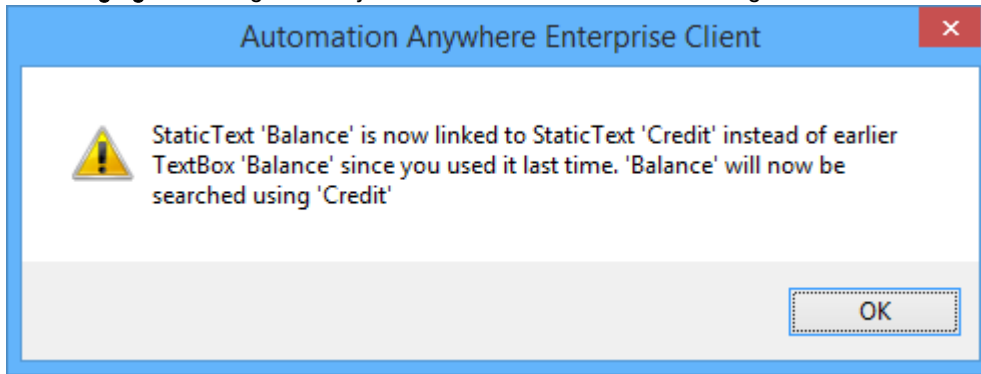 Automation Anywhere Enterprise Client
StaticText 'Balance' is now linked to StaticText 'Credit' instead of earlier
TextBox 'Balance' since you used it last time. 'Balance' will now be
searched using 'Credit'
OK